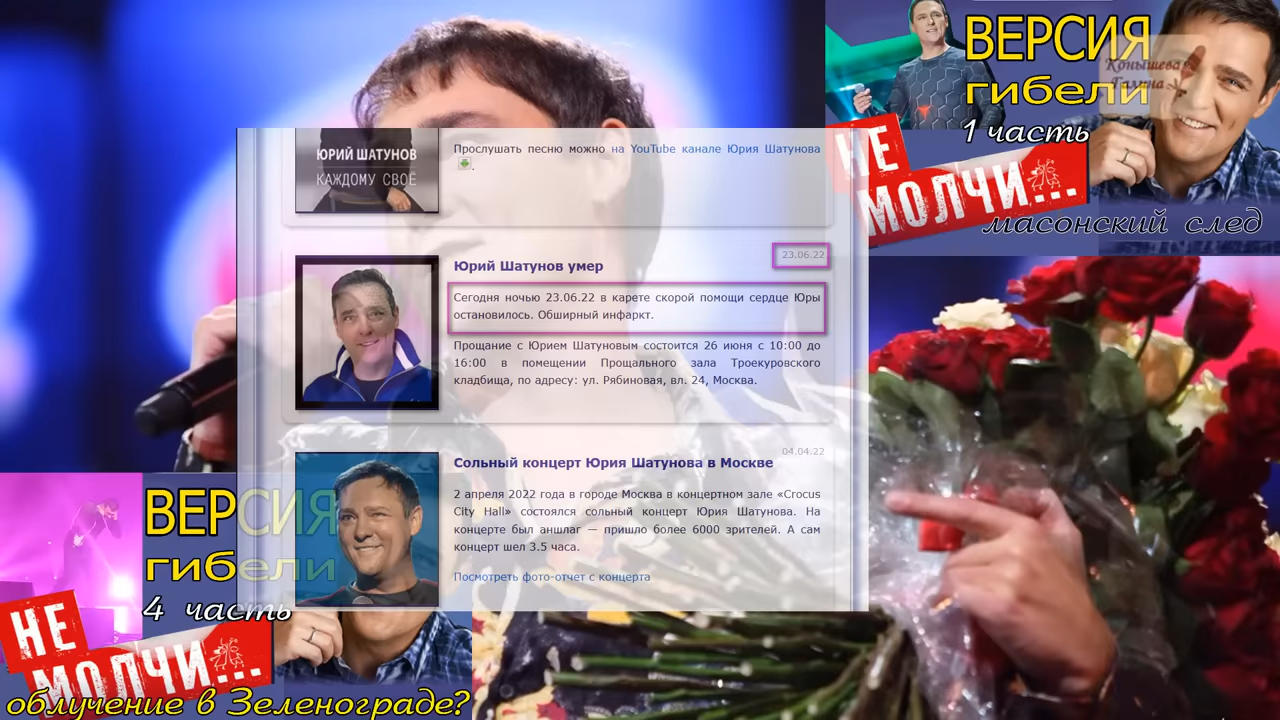 ВЕРСИЯ
гибели
1 часть
Конышева
Галина
НЕ
МОЛЧИ...
масонский след
ЮРИЙ ШАТУНОВ
КАЖДОМУ СВОЁ
Прослушать песню можно на YouTube канале Юрия Шатунова
.
23.06.22
Юрий Шатунов умер
Сегодня ночью 23.06.22 в карете скорой помощи сердце Юры
остановилось. Обширный инфаркт.
Прощание с Юрием Шатуновым состоится 26 июня с 10:00 до
16:00 в помещении Прощального зала Троекуровского
кладбища, по адресу: ул. Рябиновая, вл. 24, Москва.
04.04.22
Сольный концерт Юрия Шатунова в Москве
2 апреля 2022 года в городе Москва в концертном зале «Crocus
City Hall» состоялся сольный концерт Юрия Шатунова. На
концерте был аншлаг — пришло более 6000 зрителей. А сам
концерт шел 3.5 часа.
Посмотреть фото-отчет с концерта
ВЕРСИЯ
гибели
4 часть
НЕ
МОЛЧИ...
облучение в Зеленограде?